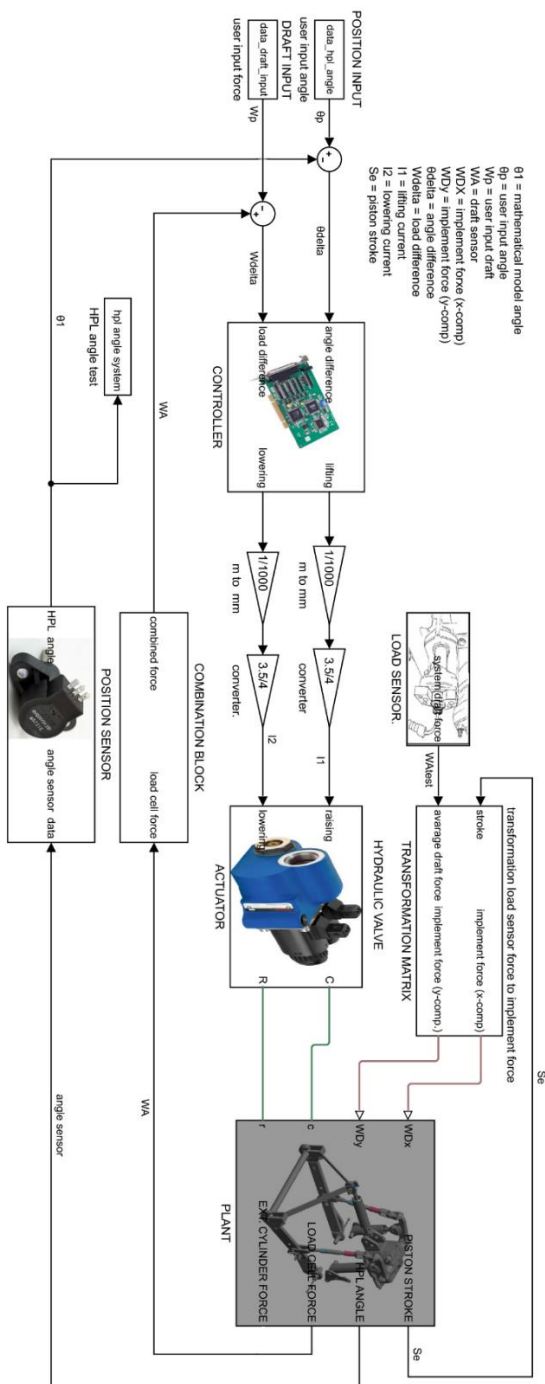 θ1 = mathematical model angle
θp = user input angle
Wp = user input draft
WA = draft sensor
WDX = implement forxe (x-comp)
WDy = implement force (y-comp)
θdelta = angle difference
Wdelta = load difference
I1 = lifting current
I2 = lowering current
Se = piston stroke
POSITION INPUT
data_hpl_angle
user input angle
θp
DRAFT INPUT
data_draft_input
user input force
Wp
θdelta
Wdelta
angle difference
lifting
load difference
lowering
CONTROLLER
1/1000
m to mm
1/1000
m to mm
3.5/4
converter
3.5/4
converter.
I1
I2
system draft force
LOAD SENSOR.
WAtest
transformation load sensor force to implement force
stroke
implement force (x-comp)
avarage draft force
implement force (y-comp.)
TRANSFORMATION MATRIX
HYDRAULIC VALVE
raising
C
lowering
R
ACTUATOR
Se
WDx
PISTON STROKE
WDy
HPL ANGLE
c
LOAD CELL FORCE
r
EXT. CYLINDER FORCE
PLANT
Se
COMBINATION BLOCK
combined force
load cell force
WA
WA
HPL angle
angle sensor data
POSITION SENSOR
angle sensor
hpl angle system
HPL angle test
θ1